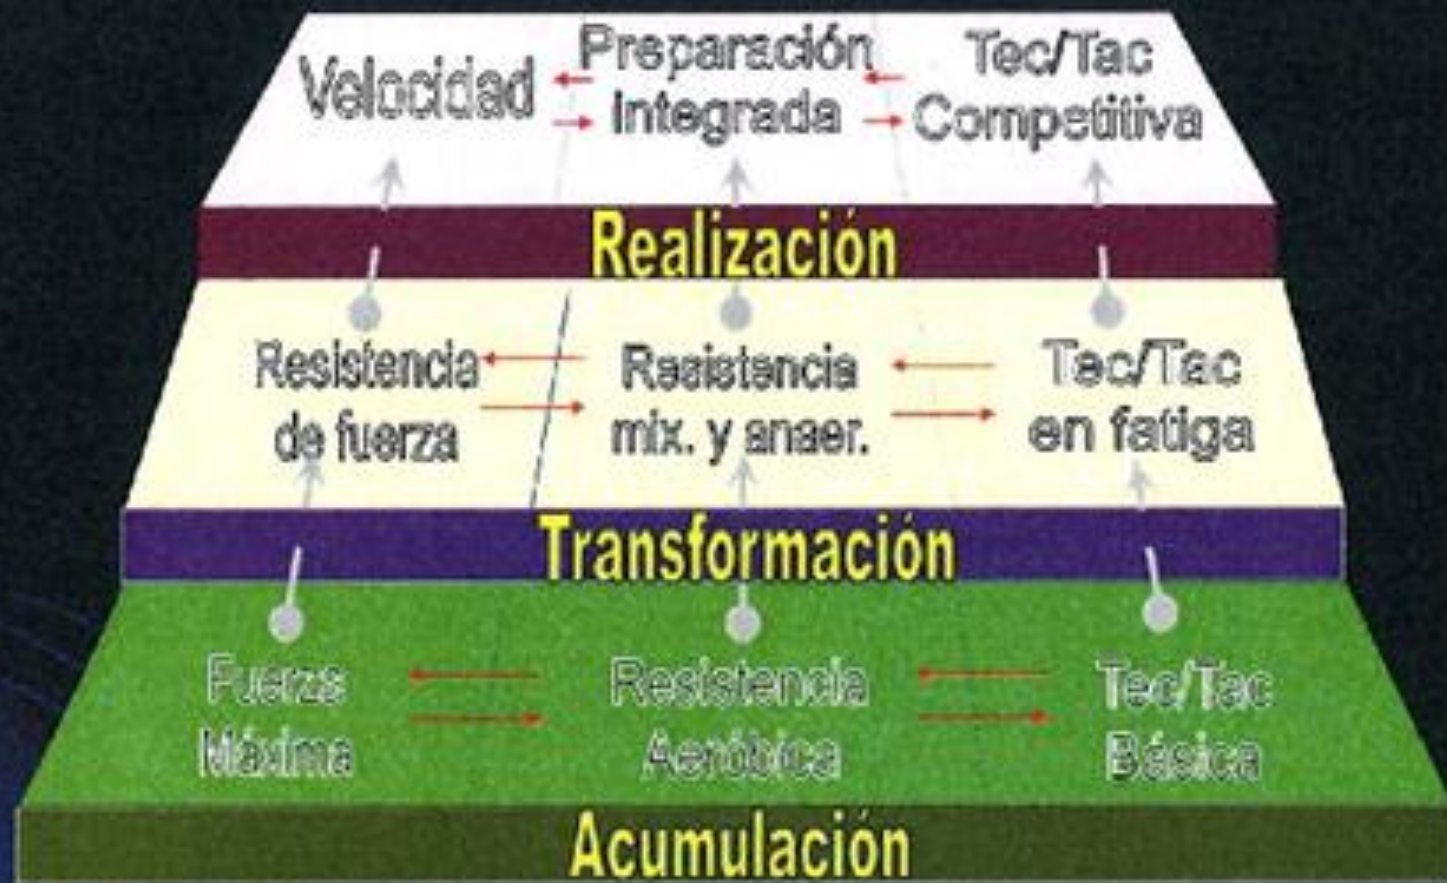 Velocidad
Preparación
Integrada
Tec/Tac
Competitiva
Realización
Resistencia
de fuerza
Resistencia
mix. y anaer.
Tec/Tac
en fatiga
Transformación
Fuerza
Máxima
Resistencia
Aeróbica
Tec/Tac
Básica
Acumulación